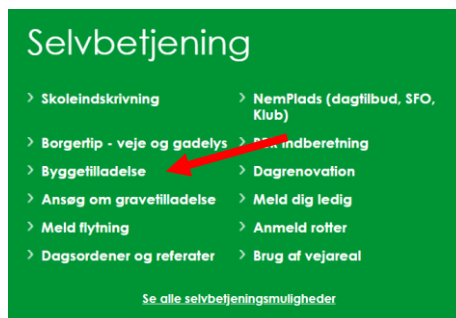 Selvbetjening
Skoleindskrivning
Borgertip - veje og gadelys
Byggetilladelse
Ansøg om gravetilladelse
Meld flytning
Dagsordener og referater
NemPlads (dagtilbud, SFO,
Klub)
indberetning
Dagrenovation
Meld dig ledig
Anmeld rotter
Brug af vejareal
Se alle selvbetjeningsmuligheder